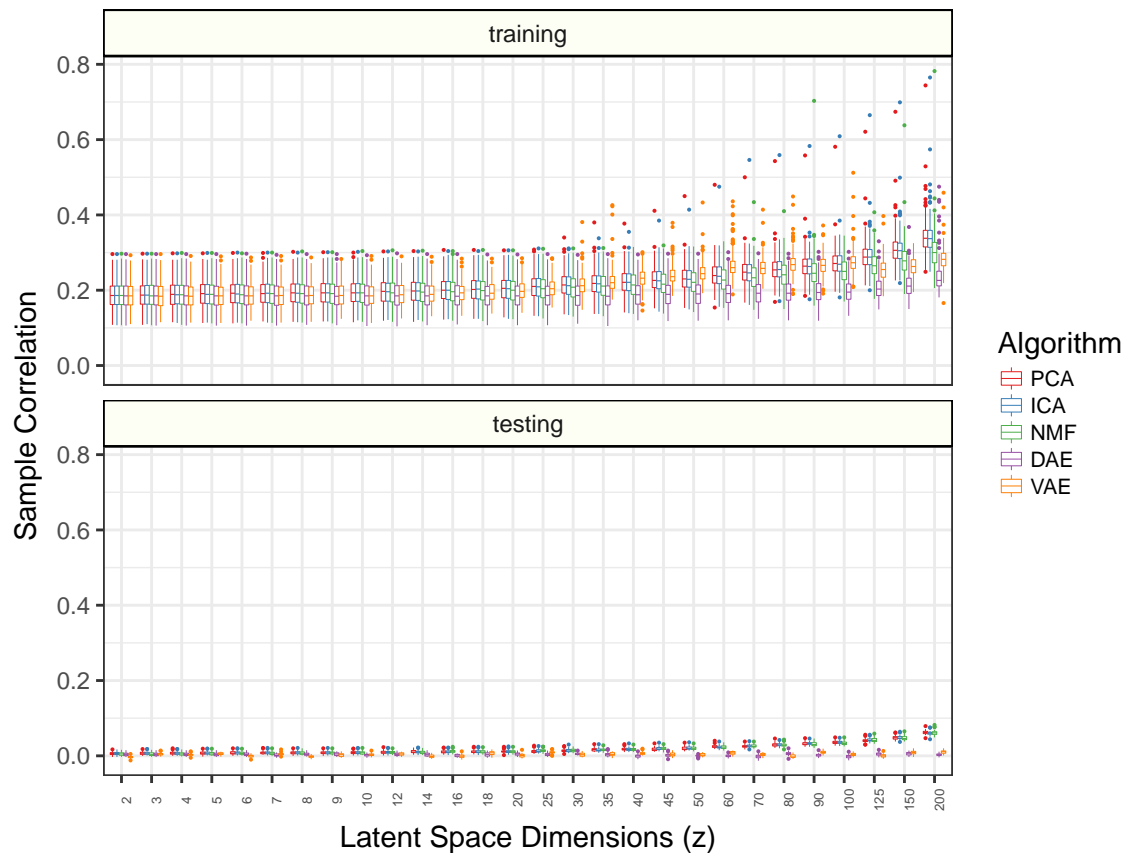 training
0.8
0.6
0.4
0.2
0.0
testing
0.8
0.6
0.4
0.2
0.0
Sample Correlation
2 3 4 5 6 7 8 9 10 12 14 16 18 20 25 30 35 40 45 50 60 70 80 90 100 125 150 200
Latent Space Dimensions (z)
Algorithm
PCA
ICA
NMF
DAE
VAE